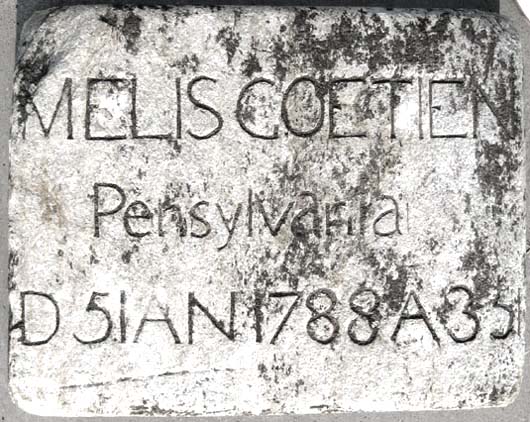 MELIS COETIEN
Pensylvania
D 5 IAN 1788 A 35